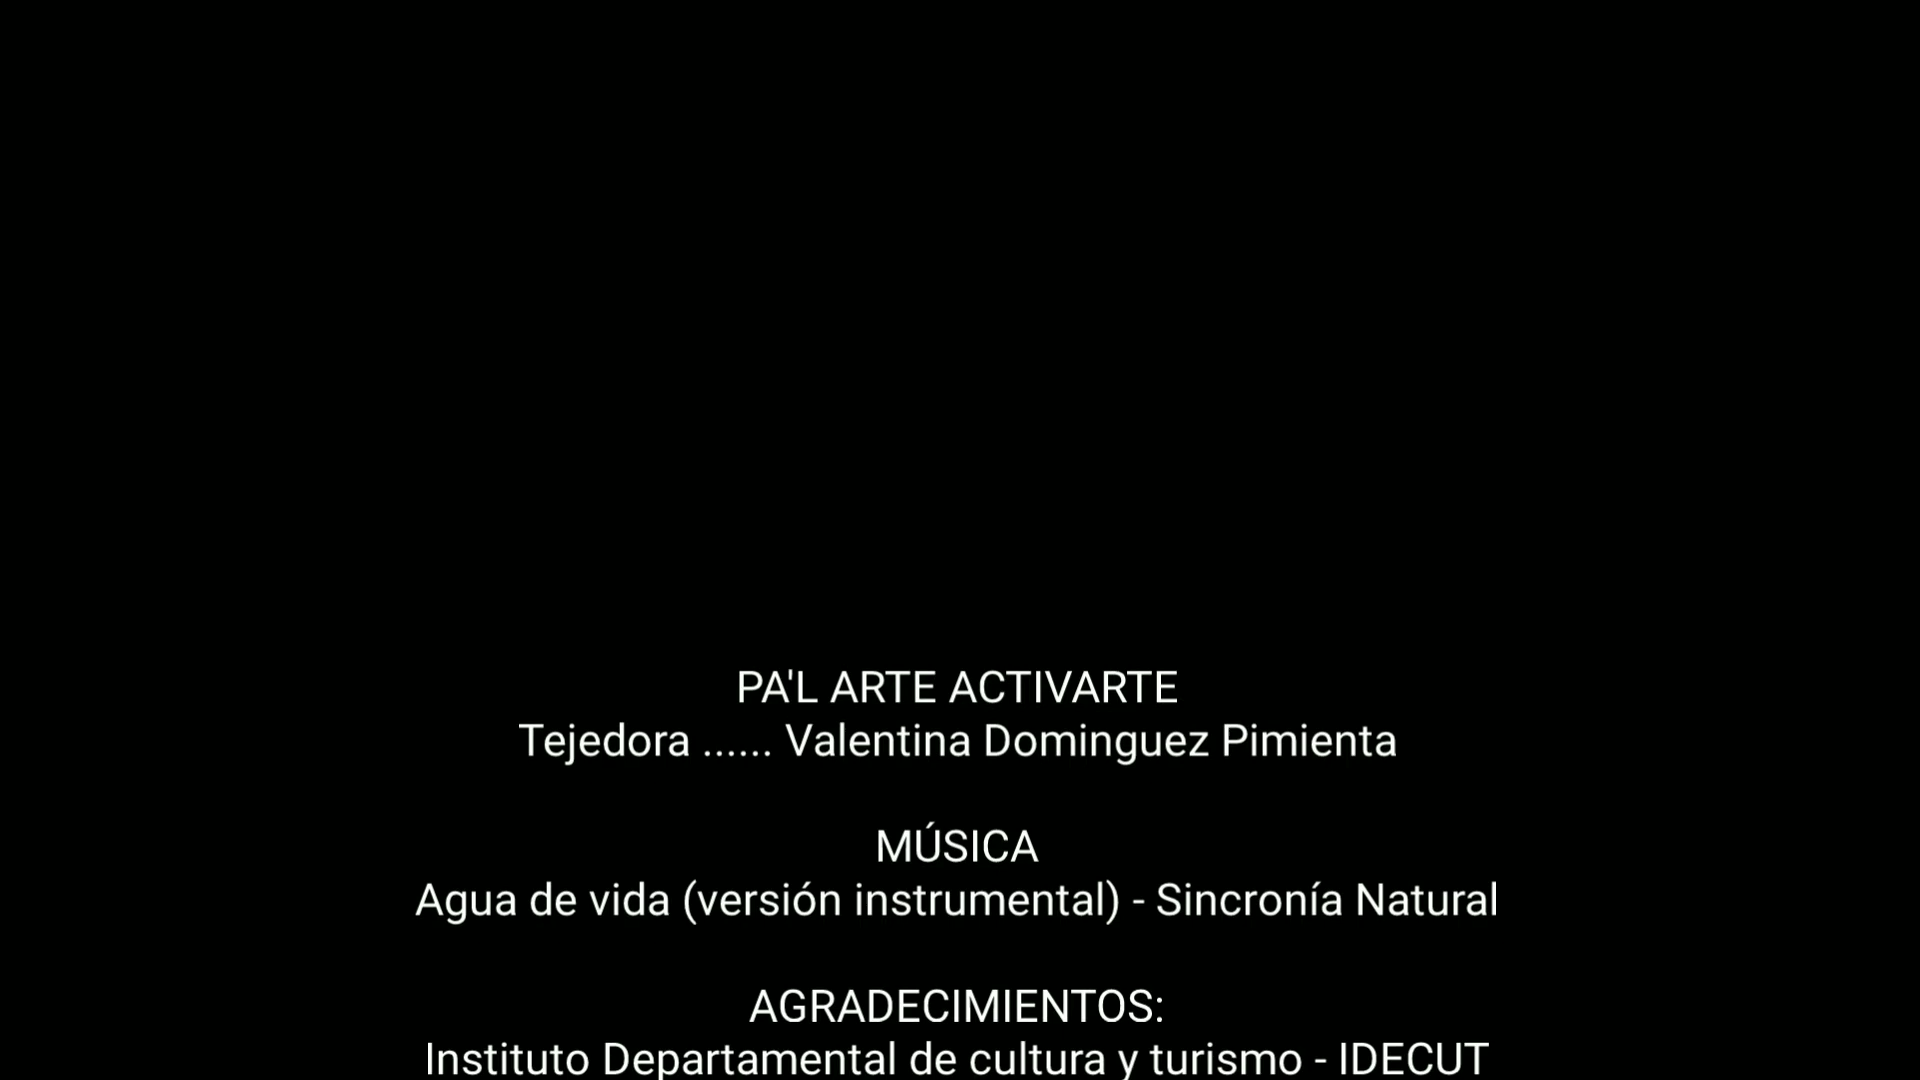 PA'L ARTE ACTIVARTE
Tejedora ...... Valentina Dominguez Pimienta
MÚSICA
Agua de vida (versión instrumental) - Sincronía Natural
AGRADECIMIENTOS:
Instituto Departamental de cultura y turismo - IDECUT